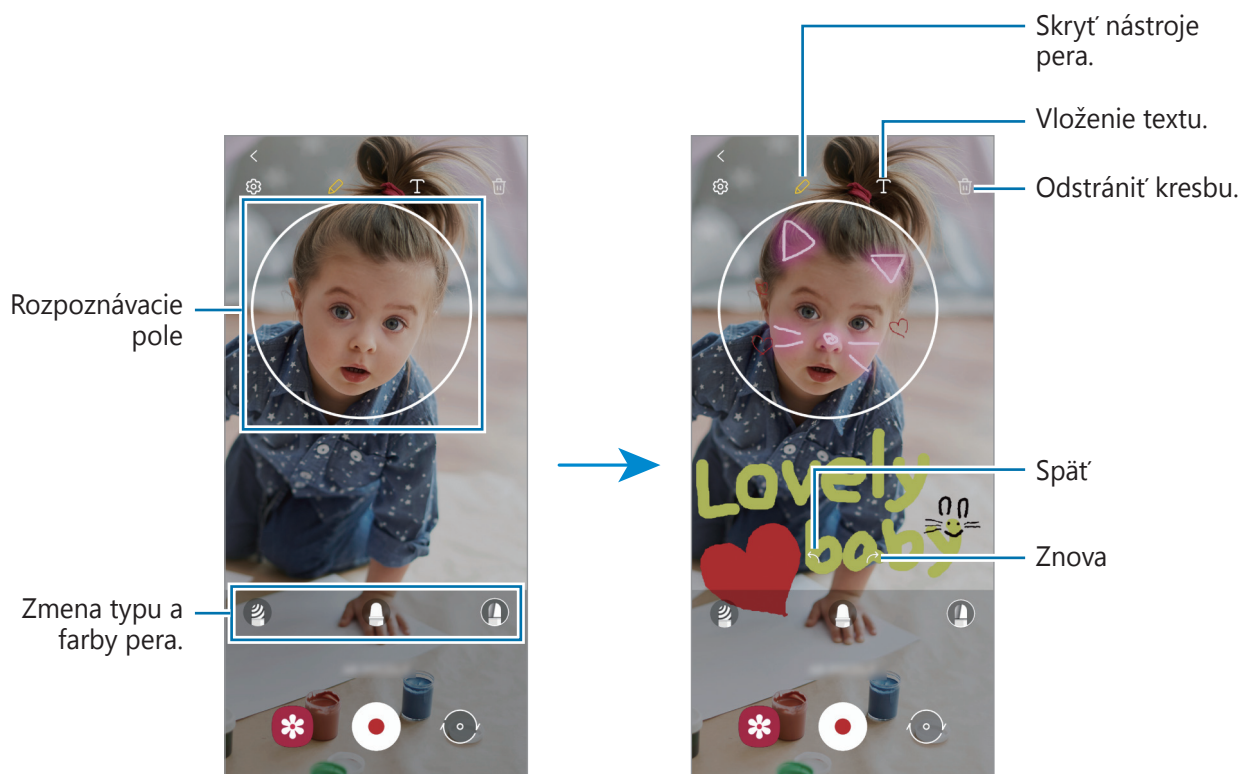 Skryť nástroje
pera.
Vloženie textu.
Odstrániť kresbu.
Rozpoznávacie
pole
Lovely
baby
Späť
Znova
Zmena typu a
farby pera.